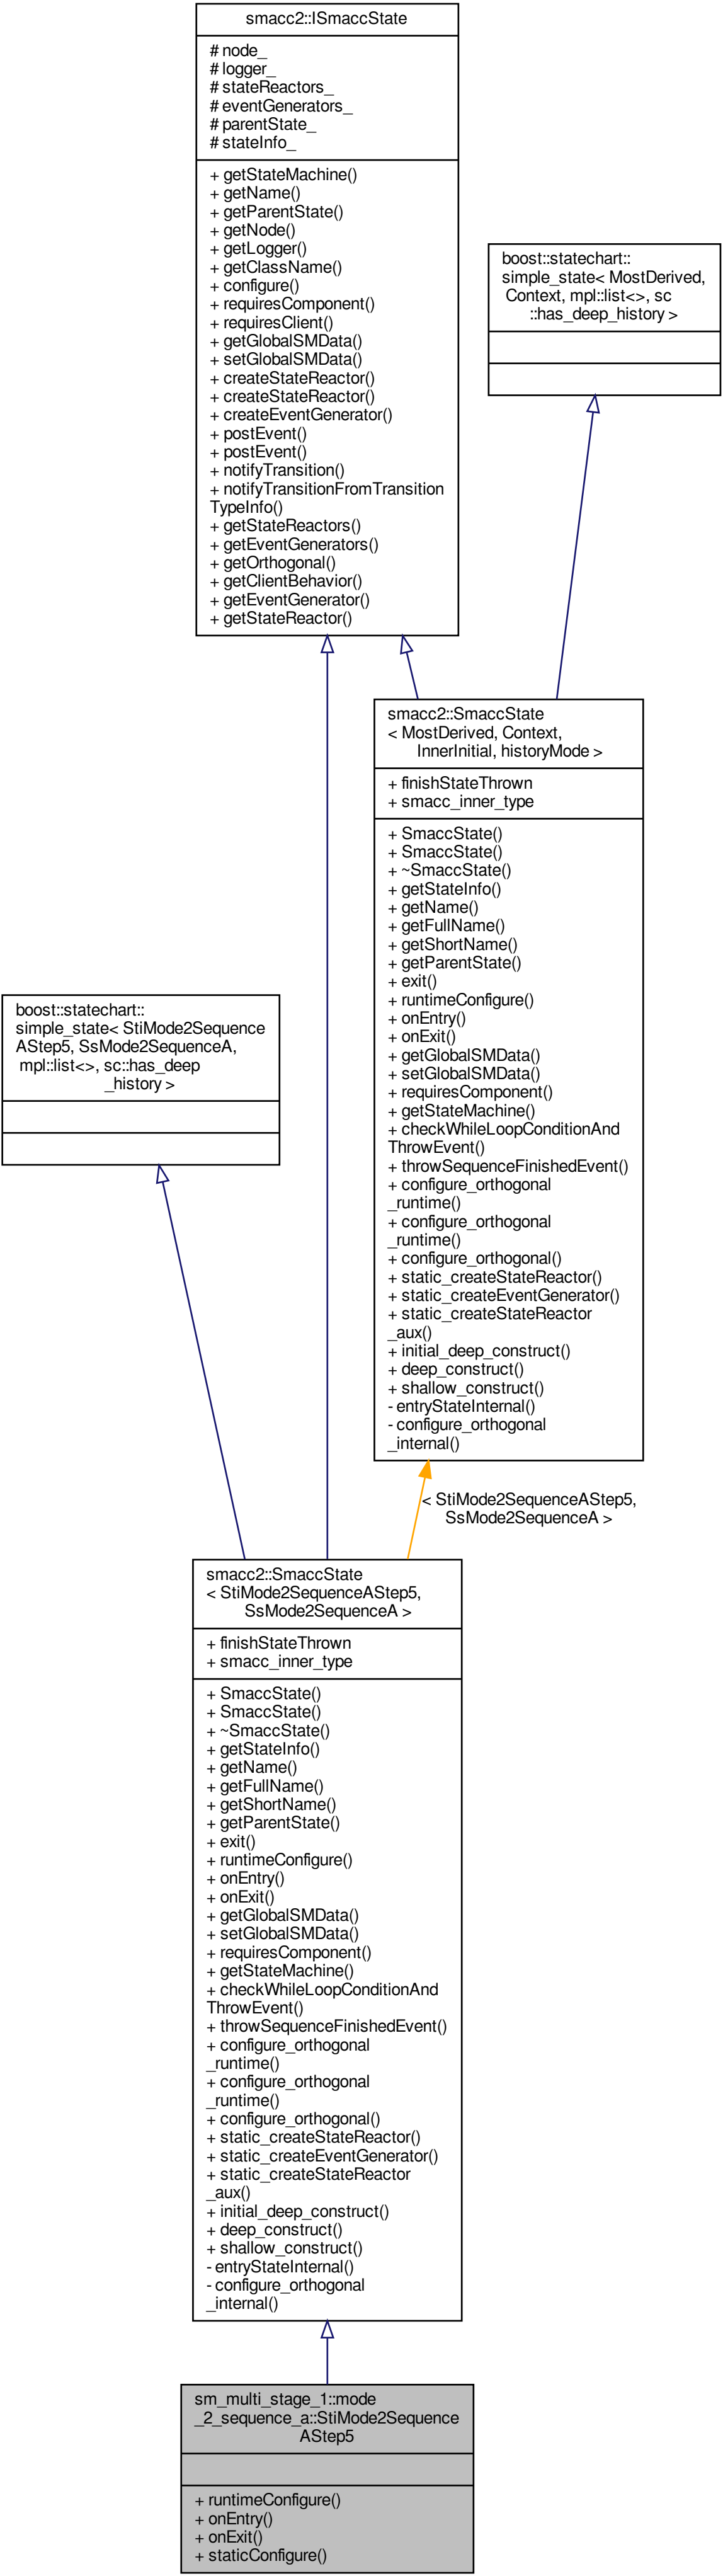 smacc2::ISmaccState
# node_
# logger_
# stateReactors_
# eventGenerators_
# parentState_
# stateInfo_
+ getStateMachine()
+ getName()
+ getParentState()
+ getNode()
+ getLogger()
+ getClassName()
+ configure()
+ requiresComponent()
+ requiresClient()
+ getGlobalSMData()
+ setGlobalSMData()
+ createStateReactor()
+ createStateReactor()
+ createEventGenerator()
+ postEvent()
+ postEvent()
+ notifyTransition()
+ notifyTransitionFromTransition
TypeInfo()
+ getStateReactors()
+ getEventGenerators()
+ getOrthogonal()
+ getClientBehavior()
+ getEventGenerator()
+ getStateReactor()
boost::statechart::
simple_state< MostDerived,
Context, mpl::list<>, sc
::has_deep_history >
smacc2::SmaccState
< MostDerived, Context,
InnerInitial, historyMode >
+ finishStateThrown
+ smacc_inner_type
+ SmaccState()
+ SmaccState()
+ ~SmaccState()
+ getStateInfo()
+ getName()
+ getFullName()
+ getShortName()
+ getParentState()
+ exit()
+ runtimeConfigure()
+ onEntry()
+ onExit()
+ getGlobalSMData()
+ setGlobalSMData()
+ requiresComponent()
+ getStateMachine()
+ checkWhileLoopConditionAnd
ThrowEvent()
+ throwSequenceFinishedEvent()
+ configure_orthogonal
_runtime()
+ configure_orthogonal
_runtime()
+ configure_orthogonal()
+ static_createStateReactor()
+ static_createEventGenerator()
+ static_createStateReactor
_aux()
+ initial_deep_construct()
+ deep_construct()
+ shallow_construct()
- entryStateInternal()
- configure_orthogonal
_internal()
boost::statechart::
simple_state< StiMode2Sequence
AStep5, SsMode2SequenceA,
mpl::list<>, sc::has_deep
_history >
< StiMode2SequenceAStep5,
SsMode2SequenceA >
smacc2::SmaccState
< StiMode2SequenceAStep5,
SsMode2SequenceA >
+ finishStateThrown
+ smacc_inner_type
+ SmaccState()
+ SmaccState()
+ ~SmaccState()
+ getStateInfo()
+ getName()
+ getFullName()
+ getShortName()
+ getParentState()
+ exit()
+ runtimeConfigure()
+ onEntry()
+ onExit()
+ getGlobalSMData()
+ setGlobalSMData()
+ requiresComponent()
+ getStateMachine()
+ checkWhileLoopConditionAnd
ThrowEvent()
+ throwSequenceFinishedEvent()
+ configure_orthogonal
_runtime()
+ configure_orthogonal
_runtime()
+ configure_orthogonal()
+ static_createStateReactor()
+ static_createEventGenerator()
+ static_createStateReactor
_aux()
+ initial_deep_construct()
+ deep_construct()
+ shallow_construct()
- entryStateInternal()
- configure_orthogonal
_internal()
sm_multi_stage_1::mode
_2_sequence_a::StiMode2Sequence
AStep5
+ runtimeConfigure()
+ onEntry()
+ onExit()
+ staticConfigure()